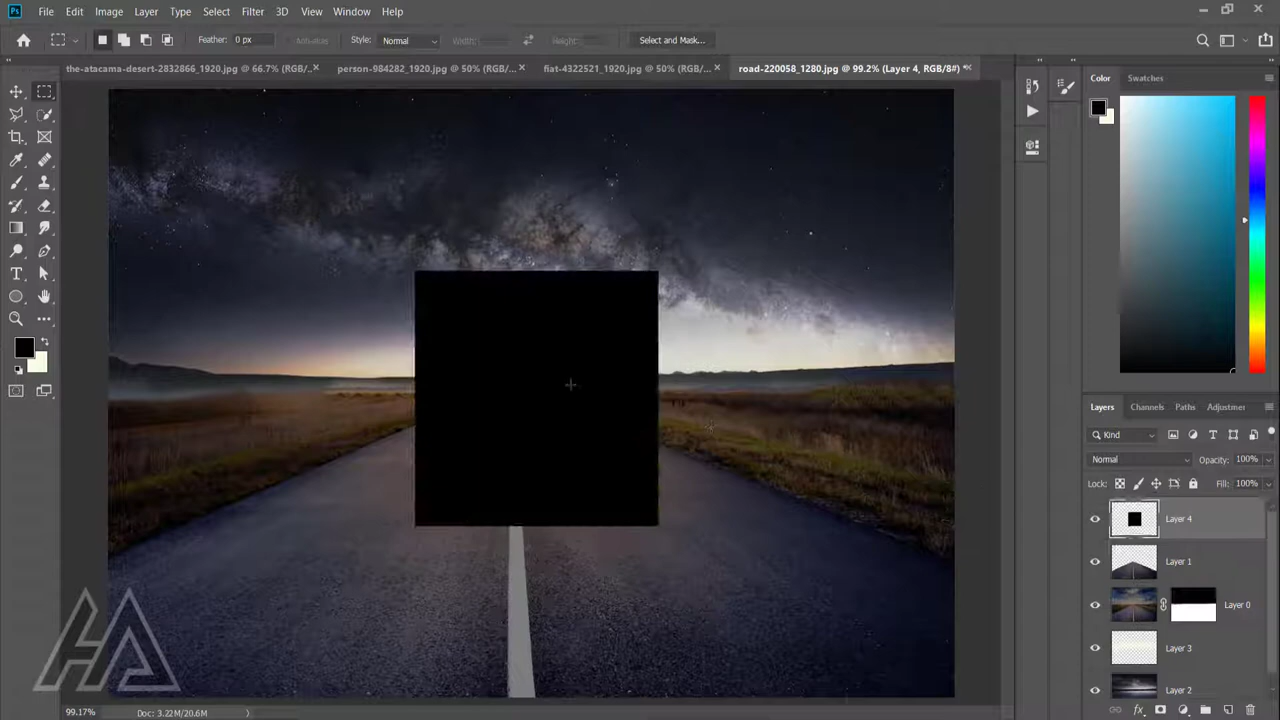 Ps File Edit Image Layer Type Select Filter 3D View Window Help
Feather: 0 px Anti-alias Style: Normal Width: Height: Select and Mask...
the-atacama-desert-2832866_1920.jpg @ 66.7% (RGB/... × person-984282_1920.jpg @ 50% (RGB/... × fiat-4322521_1920.jpg @ 50% (RGB/... × road-220058_1280.jpg @ 99.2% (Layer 4, RGB/8#) ×
Color Swatches
Layers Channels Paths Adjustmer
Kind
Normal Opacity: 100%
Lock: Fill: 100%
Layer 4
Layer 1
Layer 0
Layer 3
Layer 2
HA
99.17% Doc: 3.22M/20.6M